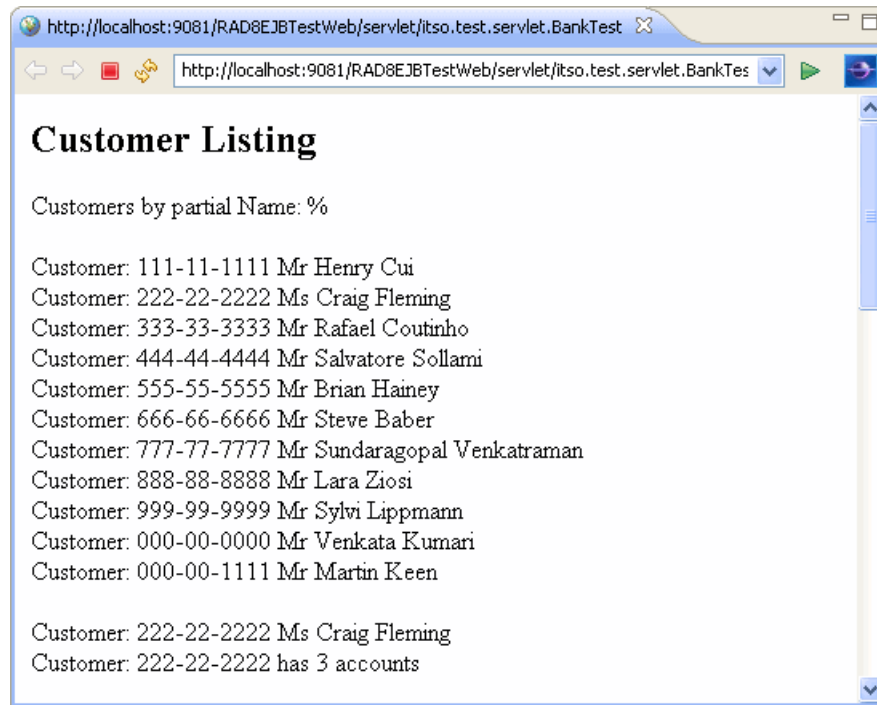 http://localhost:9081/RAD8EJBTestWeb/servlet/itso.test.servlet.BankTest
http://localhost:9081/RAD8EJBTestWeb/servlet/itso.test.servlet.BankTes
Customer Listing
Customers by partial Name: %
Customer: 111-11-1111 Mr Henry Cui
Customer: 222-22-2222 Ms Craig Fleming
Customer: 333-33-3333 Mr Rafael Coutinho
Customer: 444-44-4444 Mr Salvatore Sollami
Customer: 555-55-5555 Mr Brian Hainey
Customer: 666-66-6666 Mr Steve Baber
Customer: 777-77-7777 Mr Sundaragopal Venkatraman
Customer: 888-88-8888 Mr Lara Ziosi
Customer: 999-99-9999 Mr Sylvi Lippmann
Customer: 000-00-0000 Mr Venkata Kumari
Customer: 000-00-1111 Mr Martin Keen
Customer: 222-22-2222 Ms Craig Fleming
Customer: 222-22-2222 has 3 accounts